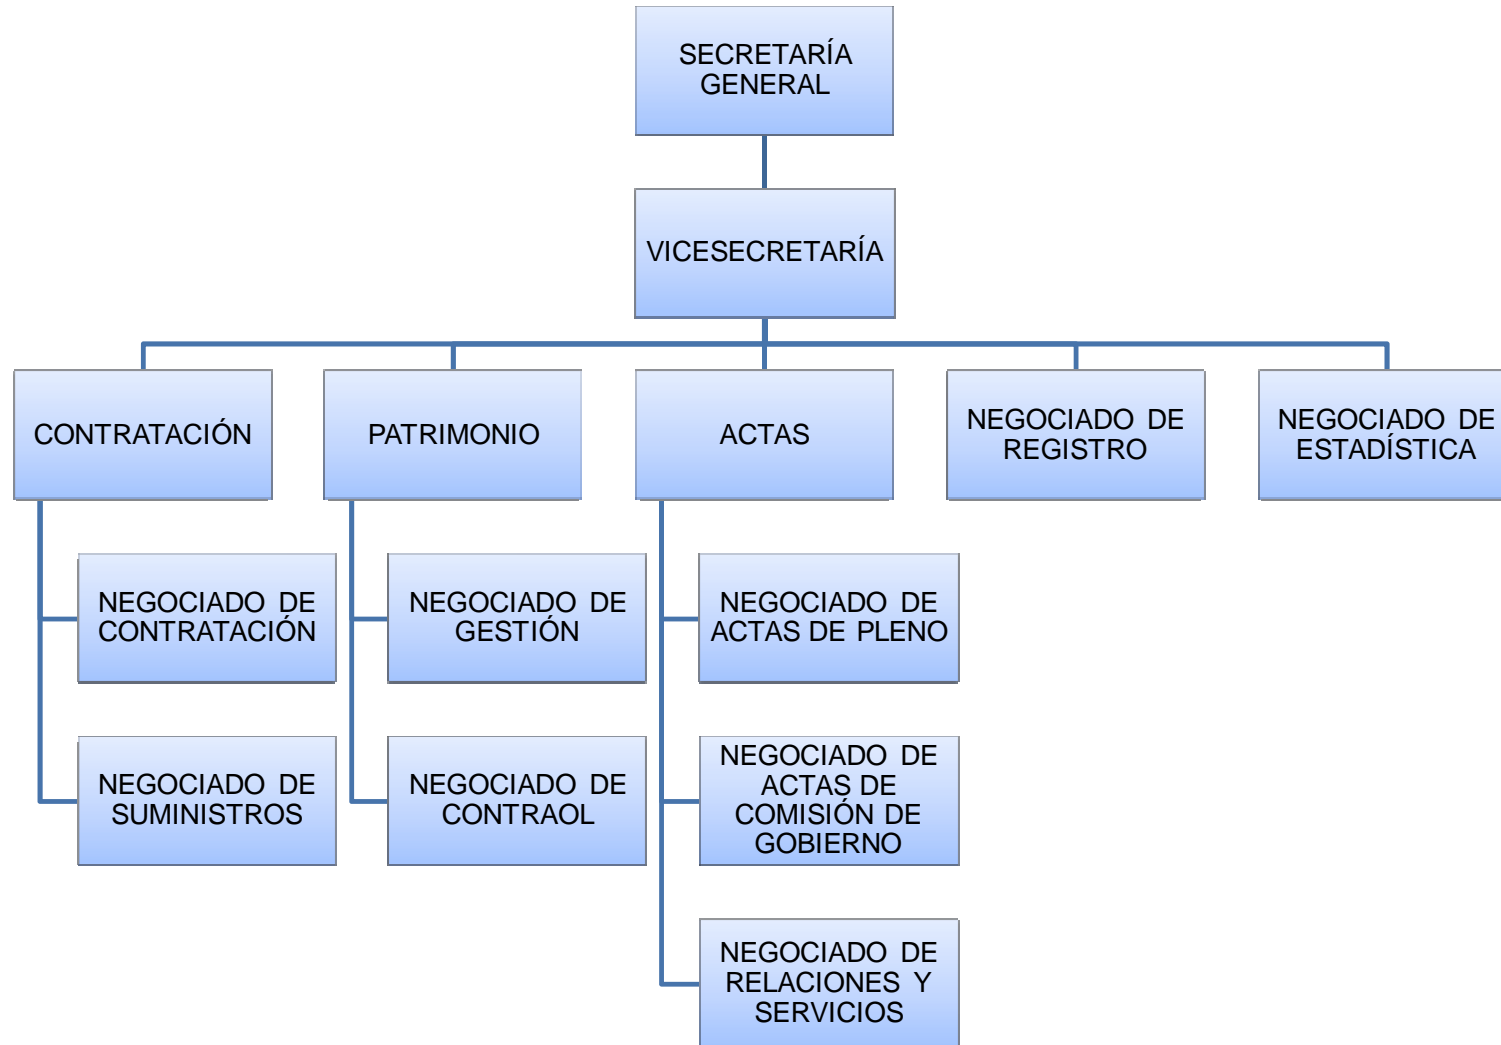 SECRETARÍA
GENERAL
VICESECRETARÍA
CONTRATACIÓN
PATRIMONIO
ACTAS
NEGOCIADO DE
REGISTRO
NEGOCIADO DE
ESTADÍSTICA
NEGOCIADO DE
CONTRATACIÓN
NEGOCIADO DE
GESTIÓN
NEGOCIADO DE
ACTAS DE PLENO
NEGOCIADO DE
SUMINISTROS
NEGOCIADO DE
CONTRAOL
NEGOCIADO DE
ACTAS DE
COMISIÓN DE
GOBIERNO
NEGOCIADO DE
RELACIONES Y
SERVICIOS